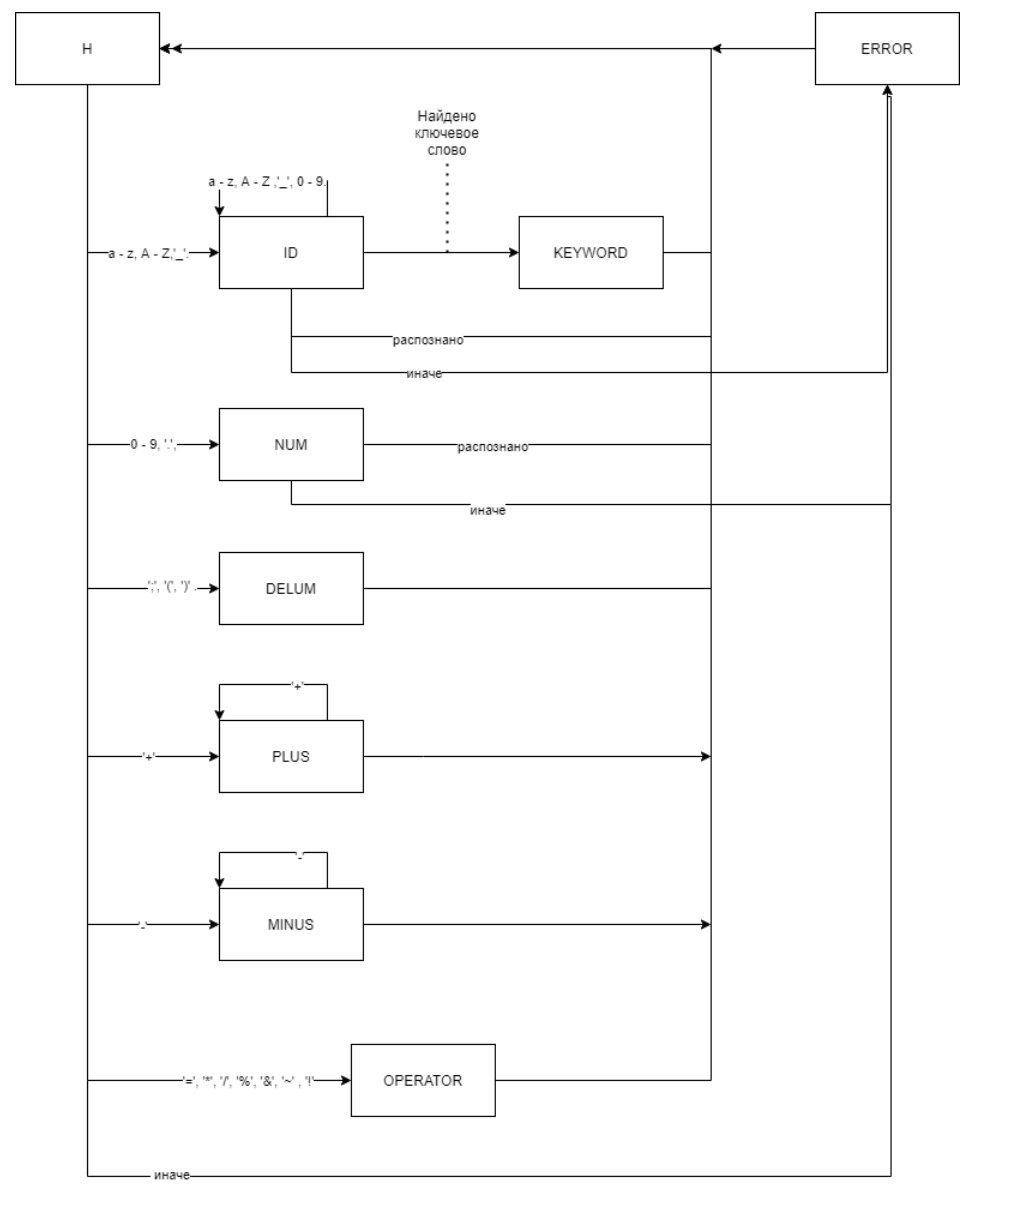 H
ERROR
Найдено
ключевое
слово
a - z, A - Z ,'_', 0 - 9.
a - z, A - Z,'_'.
ID
KEYWORD
распознано
иначе
0 - 9, '.',
NUM
распознано
иначе
';', '(', ')' .
DELUM
'+'
'+'
PLUS
'-'
'-'
MINUS
'=', '*', '/', '%', '&', '~' , '!'
OPERATOR
иначе